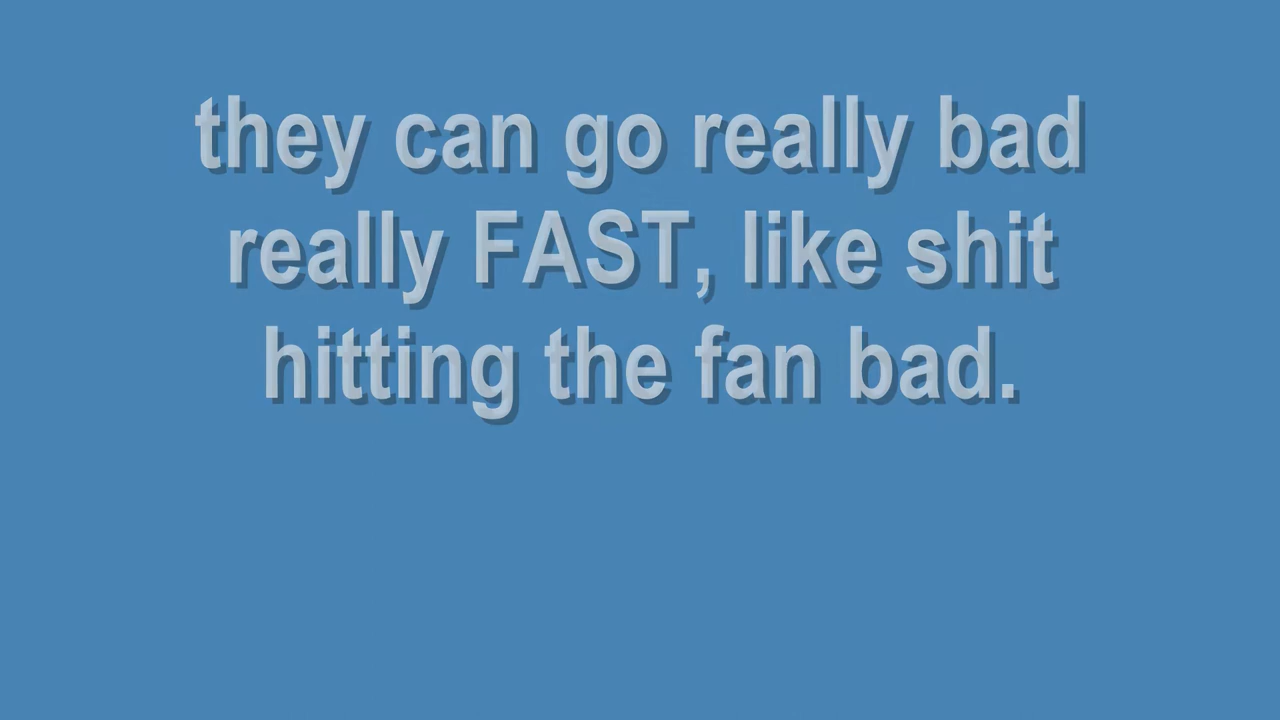 they can go really bad
really FAST, like shit
hitting the fan bad.